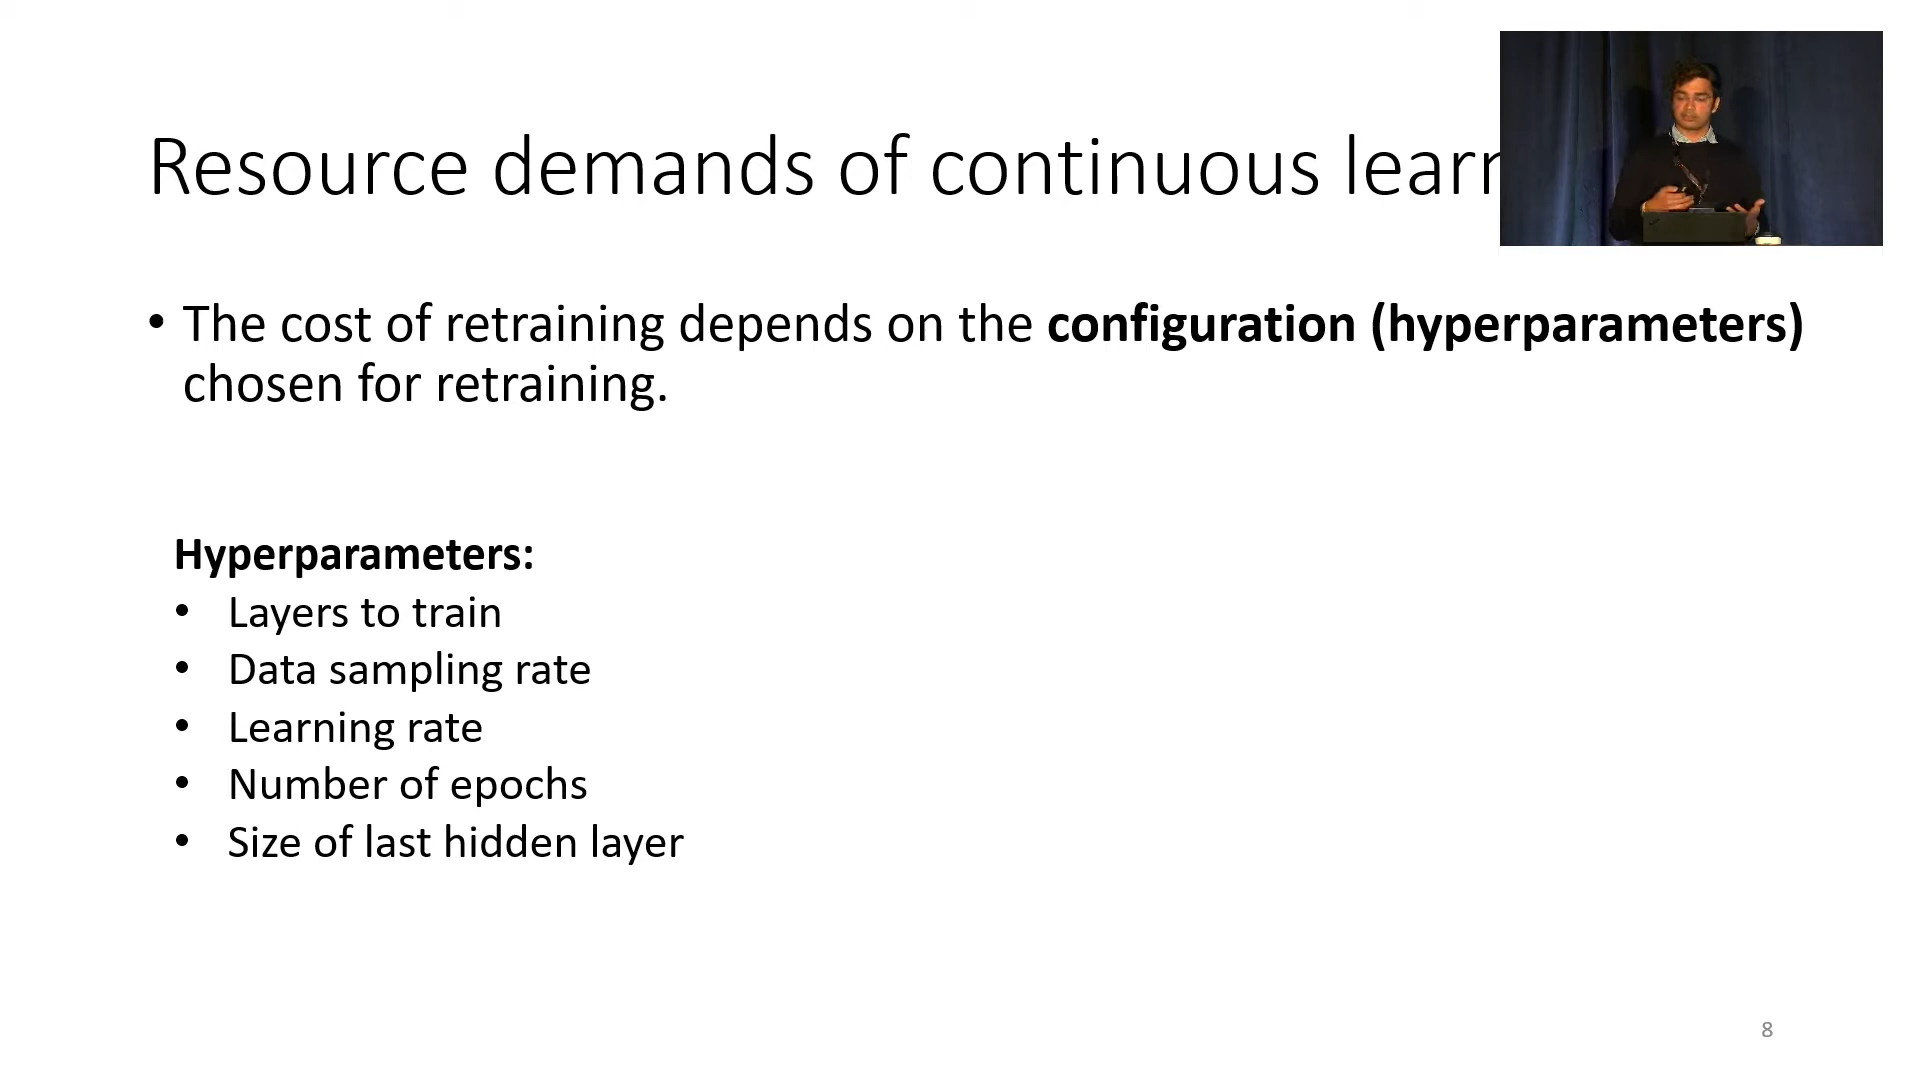 Resource demands of continuous learn
• The cost of retraining depends on the configuration (hyperparameters)
chosen for retraining.
Hyperparameters:
• Layers to train
• Data sampling rate
• Learning rate
• Number of epochs
• Size of last hidden layer
8